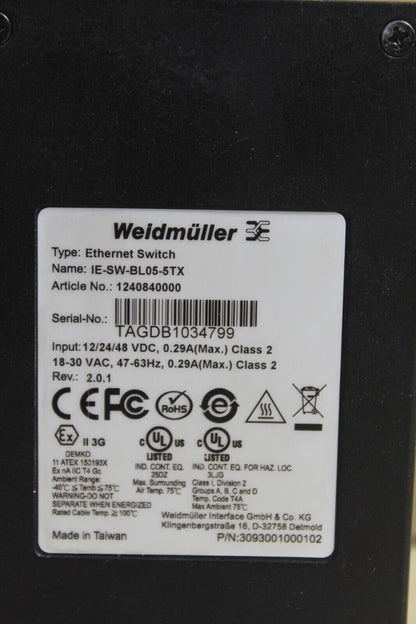 Weidmüller
Type: Ethernet Switch
Name: IE-SW-BL05-5TX
Article No.: 1240840000
Serial-No.:
TAGDB1034799
Input: 12/24/48 VDC, 0.29A(Max.) Class 2
18-30 VAC, 47-63Hz, 0.29A(Max.) Class 2
Rev.: 2.0.1
CE FC RoHS e
Ex II 3G
DEMKO
11 ATEX 150193X
Ex nA IIC T4 Gc
Ambient Range:
-40℃ ≤ Tamb ≤ 75℃
WARNING-DO NOT
SEPARATE WHEN ENERGIZED
Rated Cable Temp. ≥ 100℃
c UL us
LISTED
IND. CONT. EQ.
25DZ
Max. Surrounding
Air Temp. 75℃
c UL us
LISTED
IND. CONT. EQ. FOR HAZ. LOC.
3LJG
Class I, Division 2
Groups A, B, C and D
Temp. Code T4A
Max Ambient 75℃
Weidmüller Interface GmbH & Co. KG
Klingenbergstraße 16, D-32758 Detmold
Made in Taiwan
P/N:3093001000102